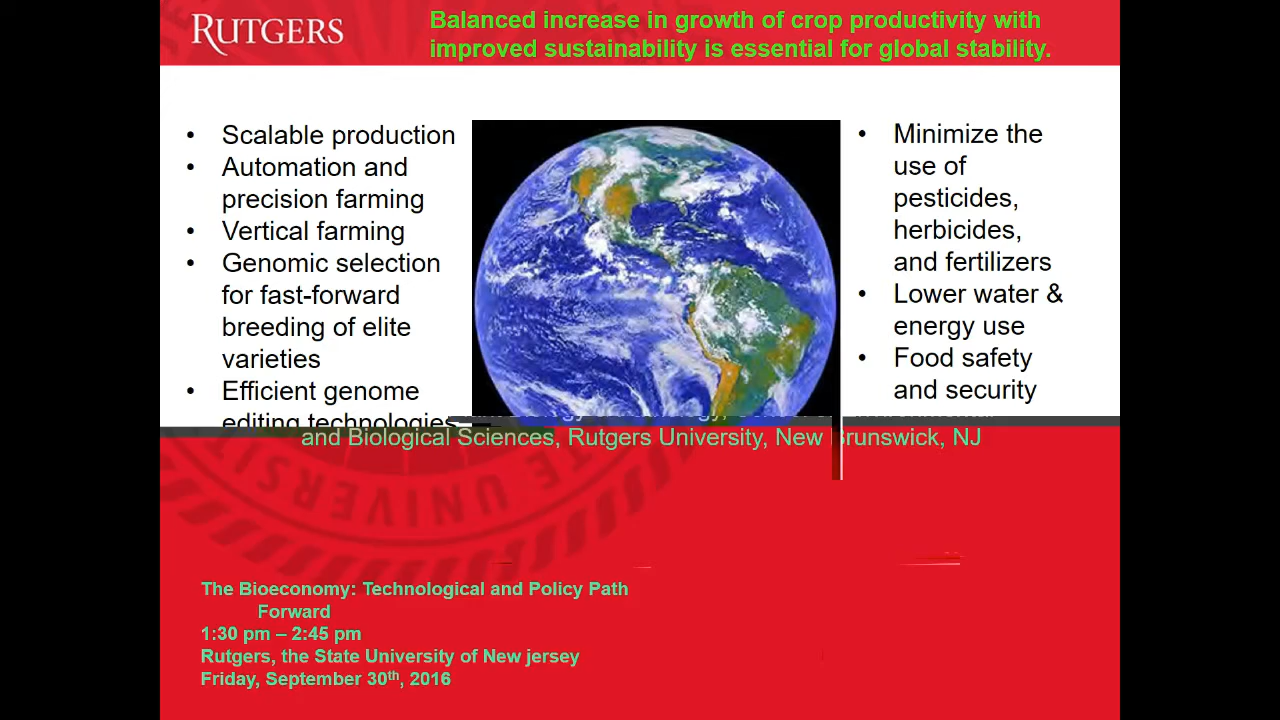 RUTGERS
Balanced increase in growth of crop productivity with
improved sustainability is essential for global stability.
• Scalable production
• Automation and
precision farming
• Vertical farming
• Genomic selection
for fast-forward
breeding of elite
varieties
• Efficient genome
editing technologies
• Minimize the
use of
pesticides,
herbicides,
and fertilizers
• Lower water &
energy use
• Food safety
and security
and Biological Sciences, Rutgers University, New Brunswick, NJ
The Bioeconomy: Technological and Policy Path
Forward
1:30 pm – 2:45 pm
Rutgers, the State University of New jersey
Friday, September 30th, 2016